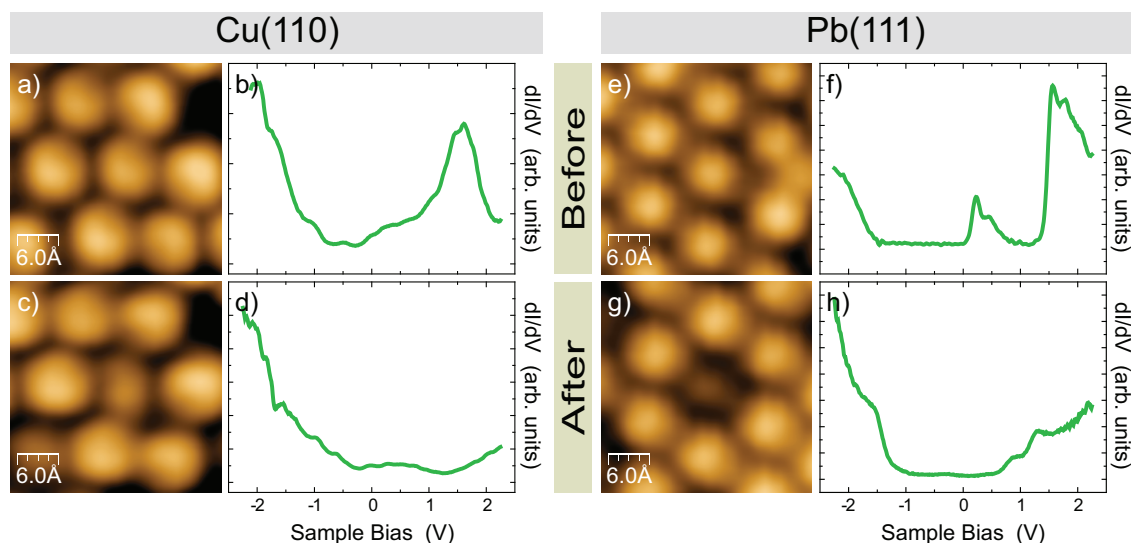 Cu(110)
Pb(111)
a)
6.0Å
b)
dI/dV (arb. units)
Before
e)
6.0Å
f)
dI/dV (arb. units)
c)
6.0Å
d)
-2 -1 0 1 2
Sample Bias (V)
dI/dV (arb. units)
After
g)
6.0Å
h)
-2 -1 0 1 2
Sample Bias (V)
dI/dV (arb. units)